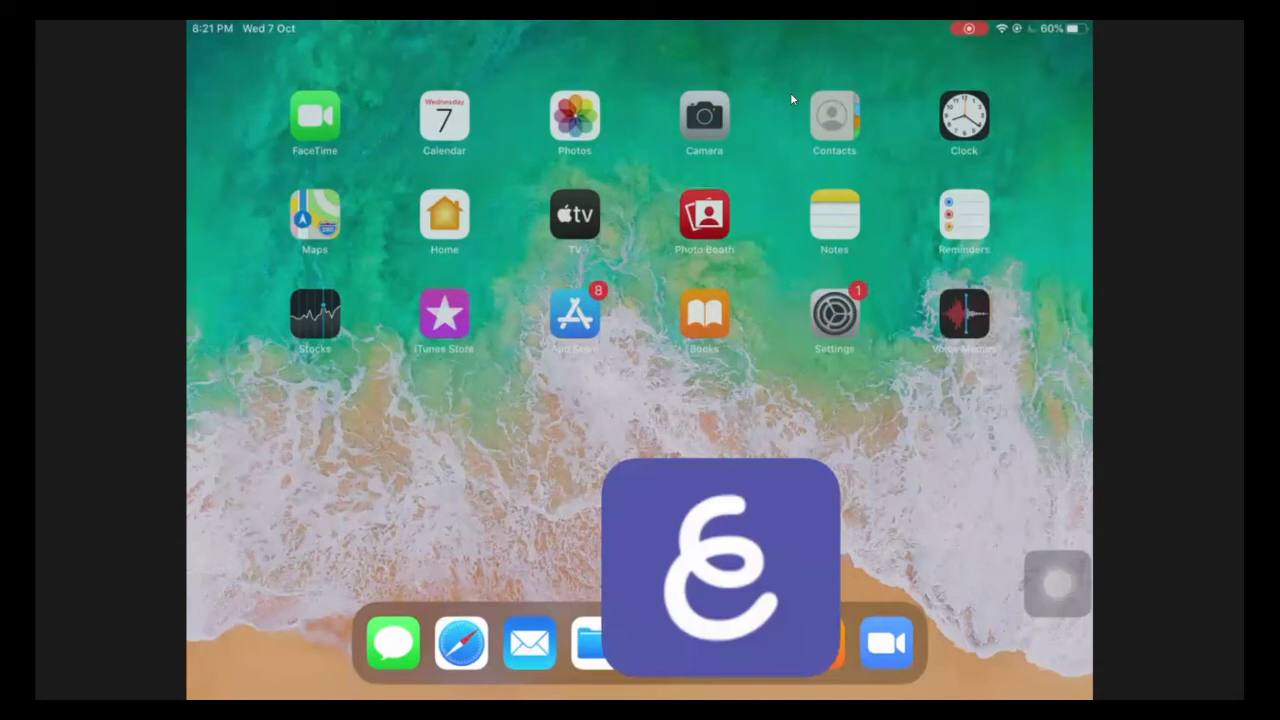 8:21 PM Wed 7 Oct 60%
Wednesday
7
FaceTime Calendar Photos Camera Contacts Clock
tv
280
Maps Home TV Photo Booth Notes Reminders
8 1
Stocks iTunes Store App Store Books Settings Voice Memos